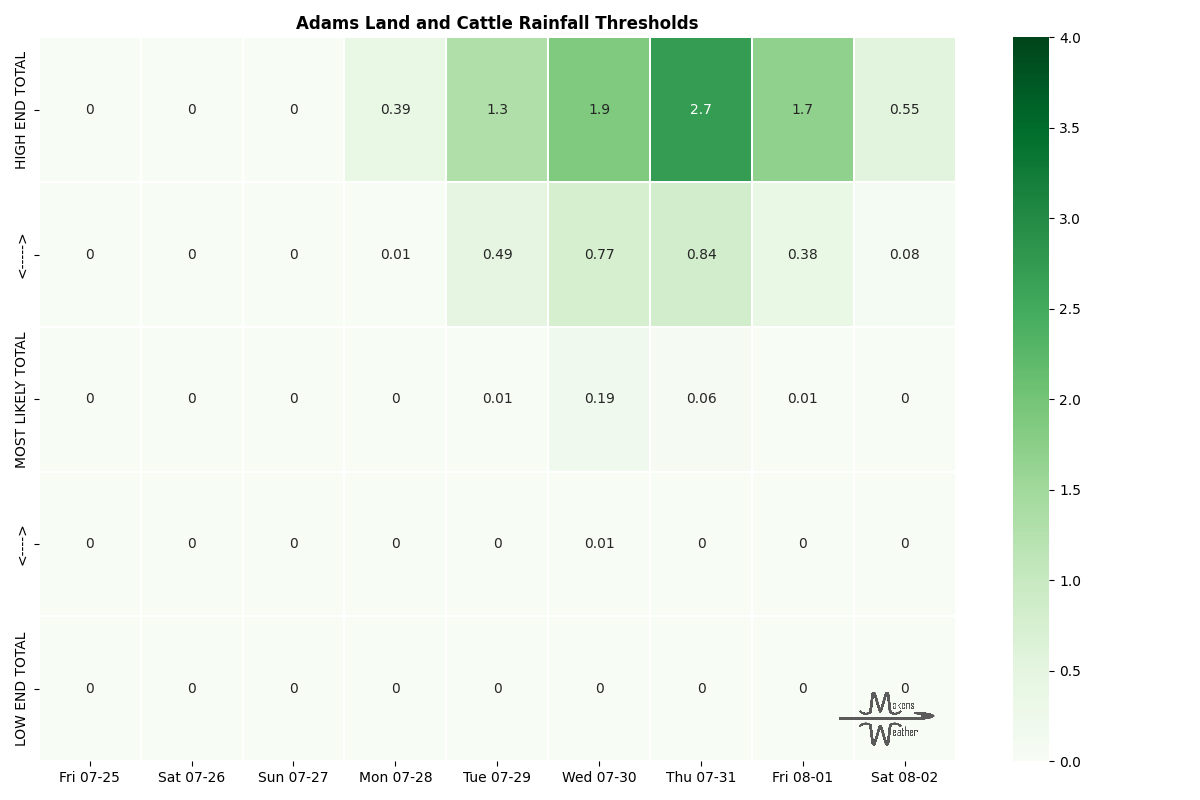 Adams Land and Cattle Rainfall Thresholds
HIGH END TOTAL
0 0 0 0.39 1.3 1.9 2.7 1.7 0.55
<----->
0 0 0 0.01 0.49 0.77 0.84 0.38 0.08
MOST LIKELY TOTAL
0 0 0 0 0.01 0.19 0.06 0.01 0
<---->
0 0 0 0 0 0.01 0 0 0
LOW END TOTAL
0 0 0 0 0 0 0 0 0
Makens
Weather
Fri 07-25 Sat 07-26 Sun 07-27 Mon 07-28 Tue 07-29 Wed 07-30 Thu 07-31 Fri 08-01 Sat 08-02
4.0
3.5
3.0
2.5
2.0
1.5
1.0
0.5
0.0